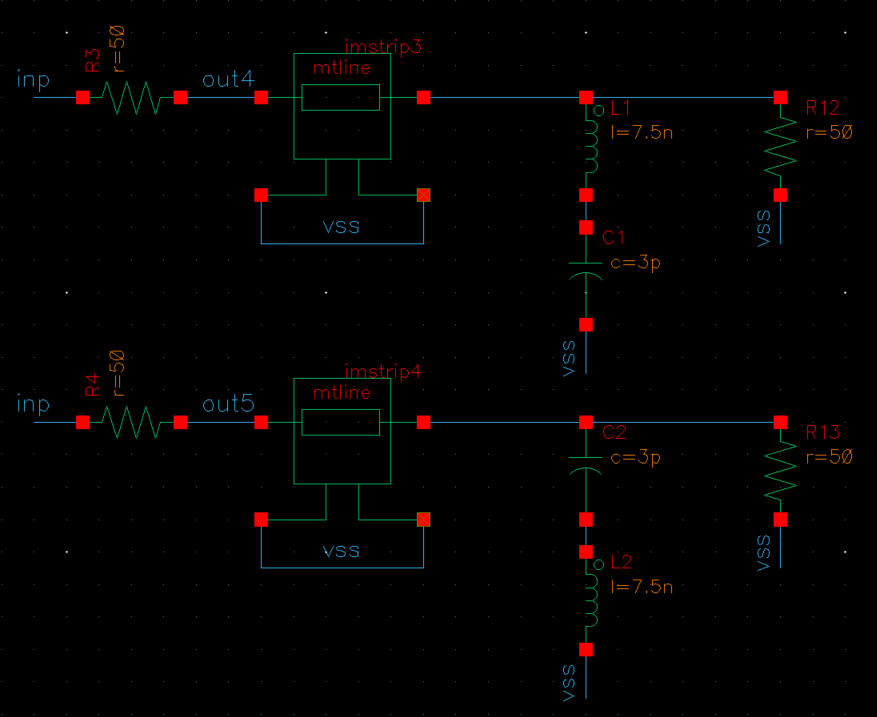 imstrip3
R3
r=50
inp
out4
mtline
L1
l=7.5n
R12
r=50
vss
vss
C1
c=3p
vss
imstrip4
R4
r=50
inp
out5
mtline
C2
c=3p
R13
r=50
vss
vss
L2
l=7.5n
vss